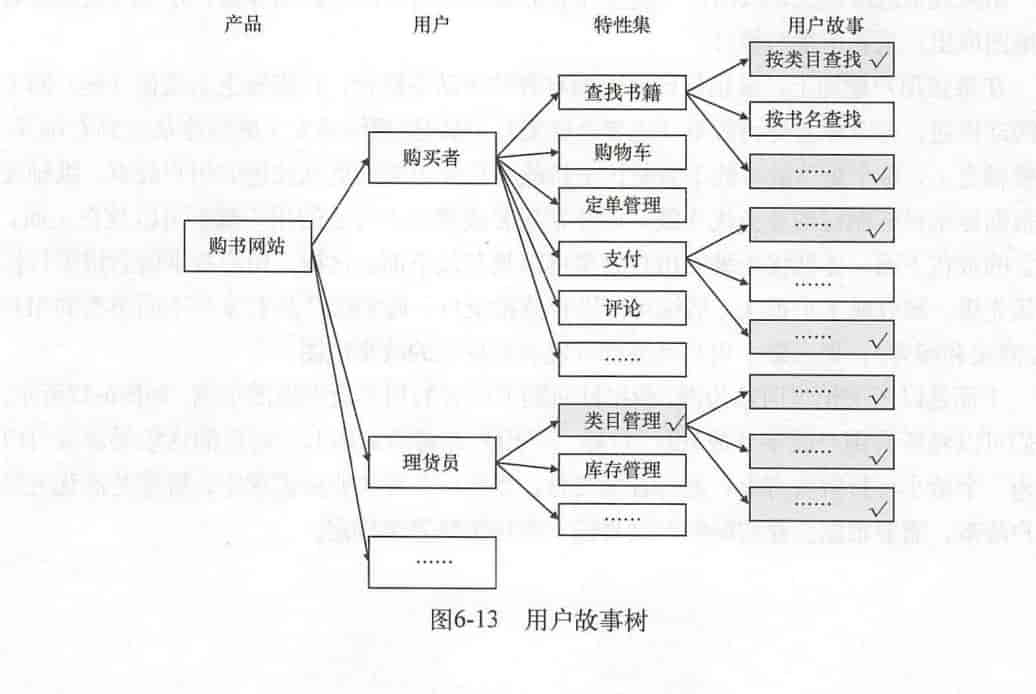 产品 用户 特性集 用户故事
按类目查找 ✓
查找书籍
按书名查找
购买者
购物车
…… ✓
定单管理
…… ✓
购书网站
支付
……
评论
…… ✓
……
…… ✓
类目管理 ✓
理货员
…… ✓
库存管理
…… ✓
……
……
图6-13 用户故事树